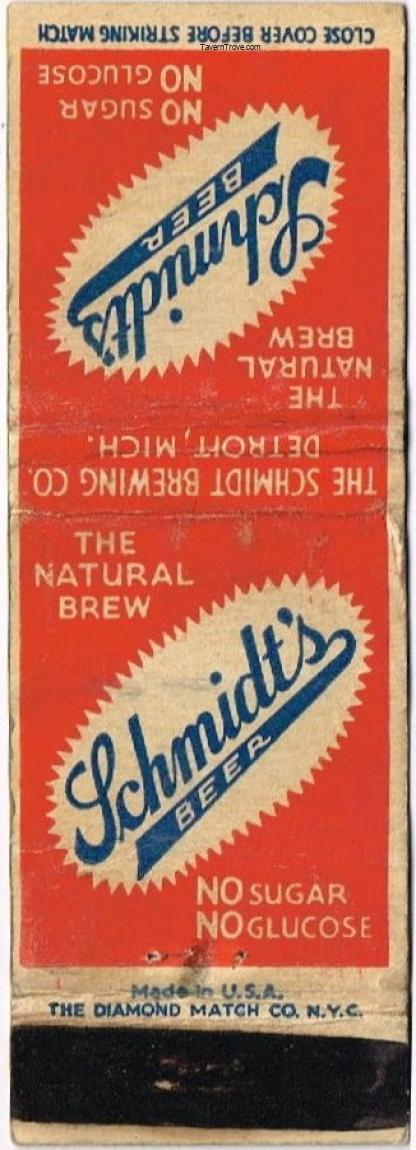 CLOSE COVER BEFORE STRIKING MATCH
TavernTrove.com
NO SUGAR
NO GLUCOSE
Schmidt's
BEER
THE
NATURAL
BREW
THE SCHMIDT BREWING CO.
DETROIT, MICH.
THE
NATURAL
BREW
Schmidt's
BEER
NO SUGAR
NO GLUCOSE
Made in U.S.A.
THE DIAMOND MATCH CO. N.Y.C.